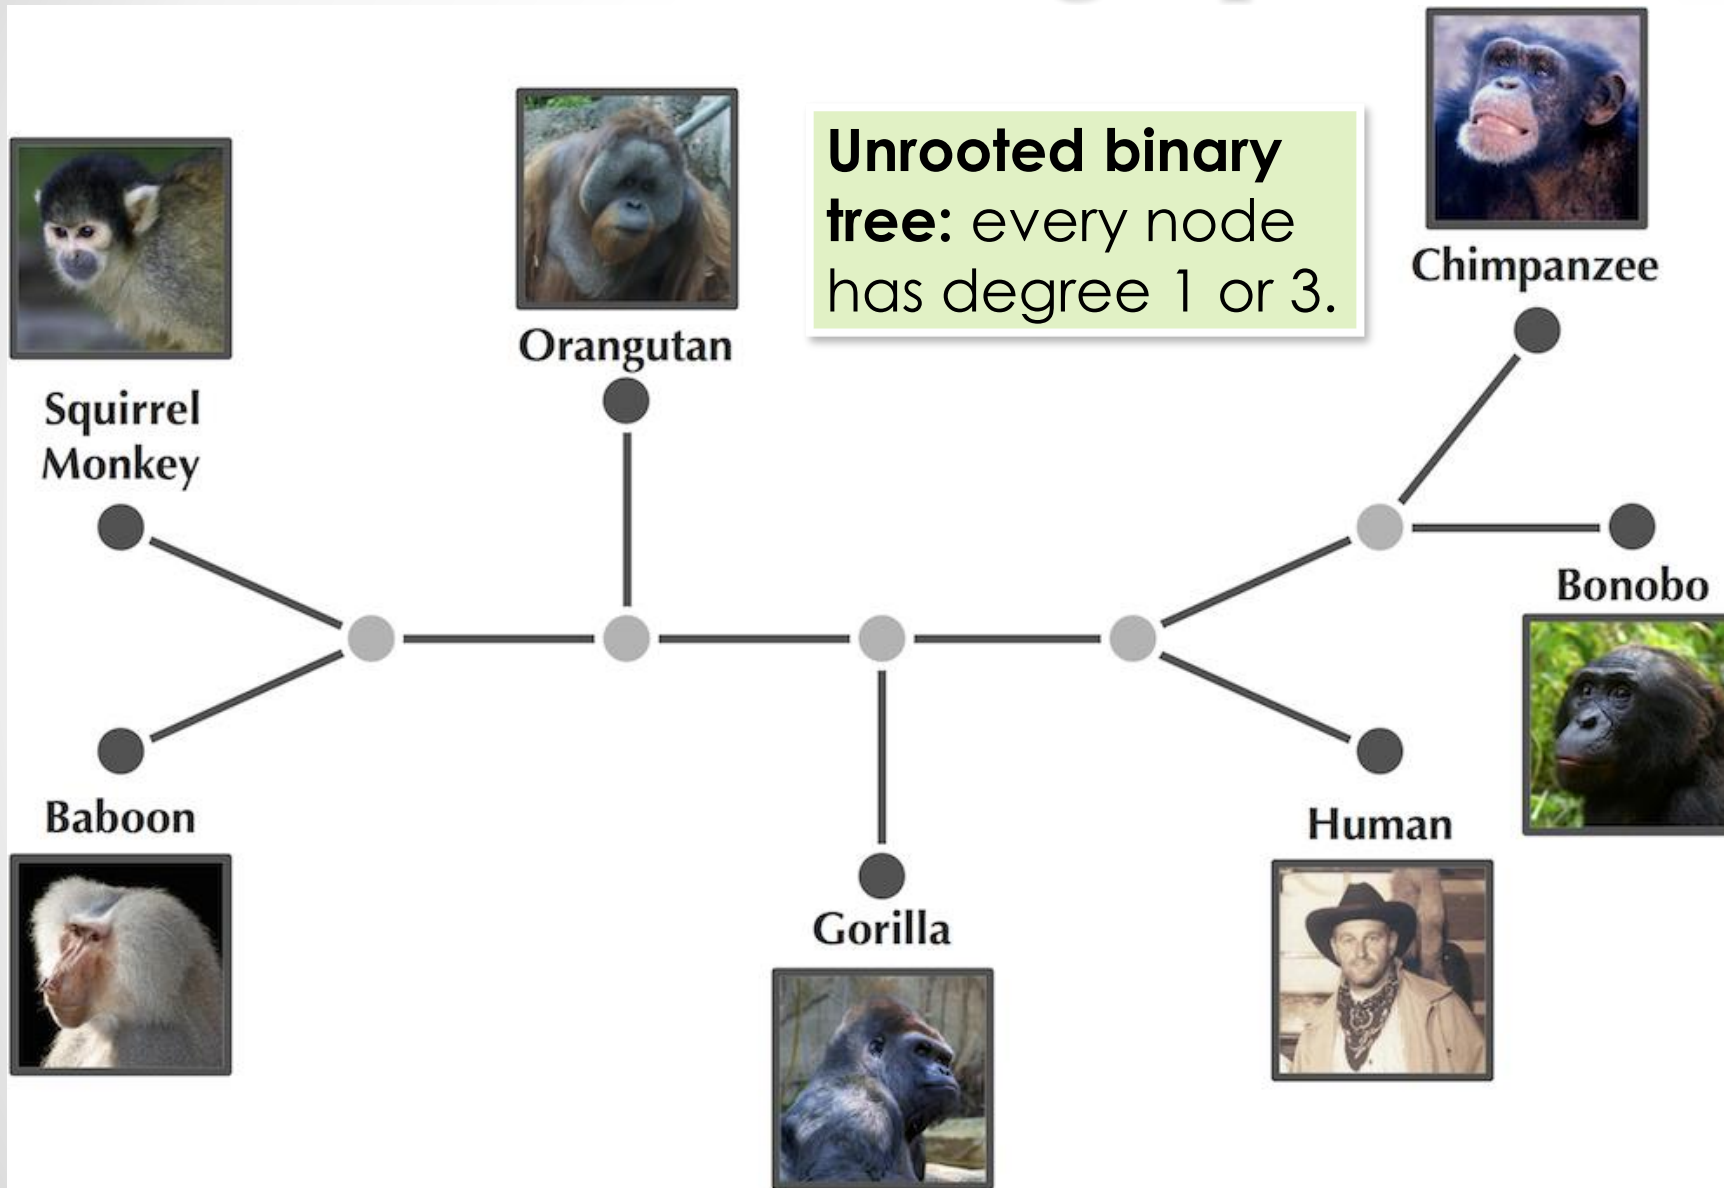 Unrooted binary
tree: every node
has degree 1 or 3.
Chimpanzee
Orangutan
Squirrel
Monkey
Bonobo
Baboon
Human
Gorilla